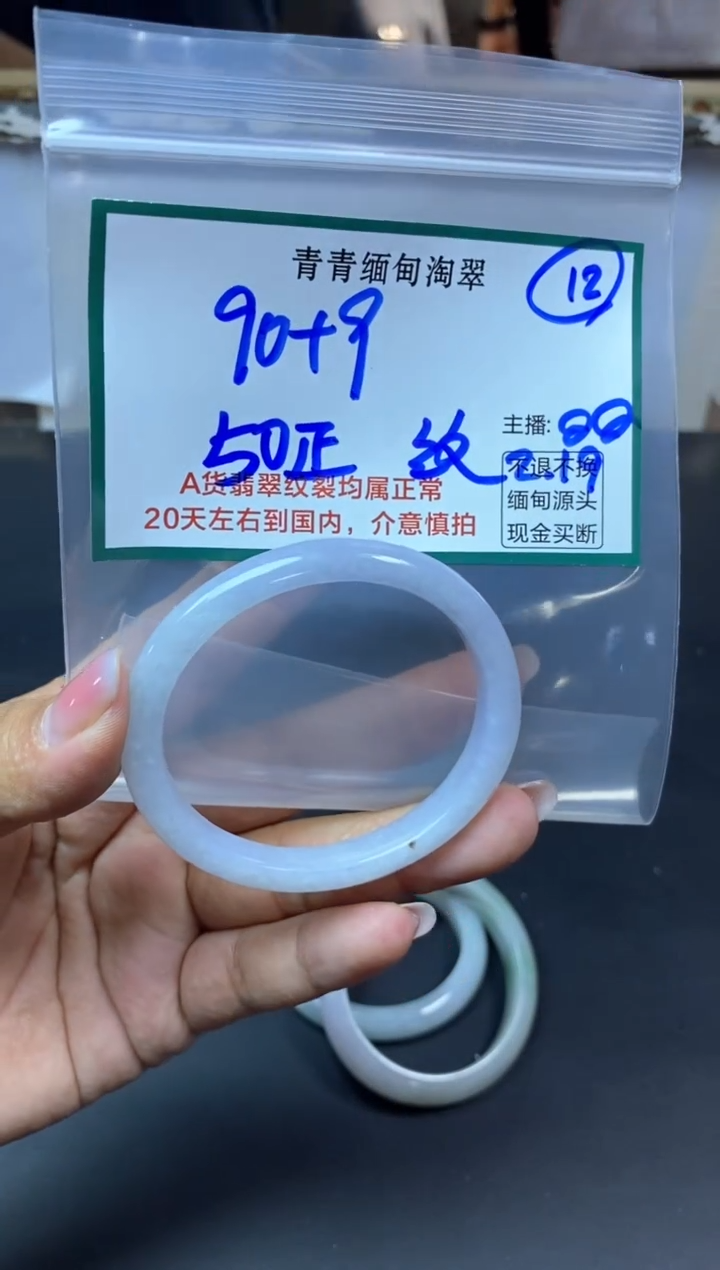 青青缅甸淘翠
12
90+9
50正 纹
主播:
2.19
A货翡翠纹裂均属正常
20天左右到国内，介意慎拍
不退不换
缅甸源头
现金买断